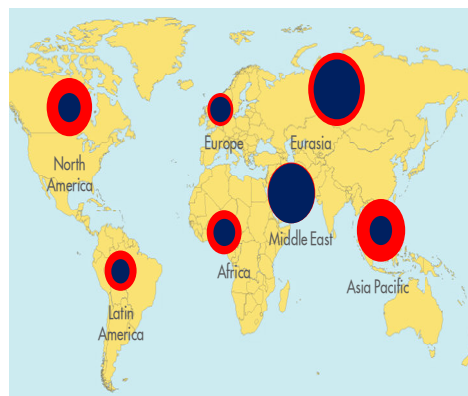 Europe
Eurasia
North
America
Middle East
Africa
Asia Pacific
Latin
America